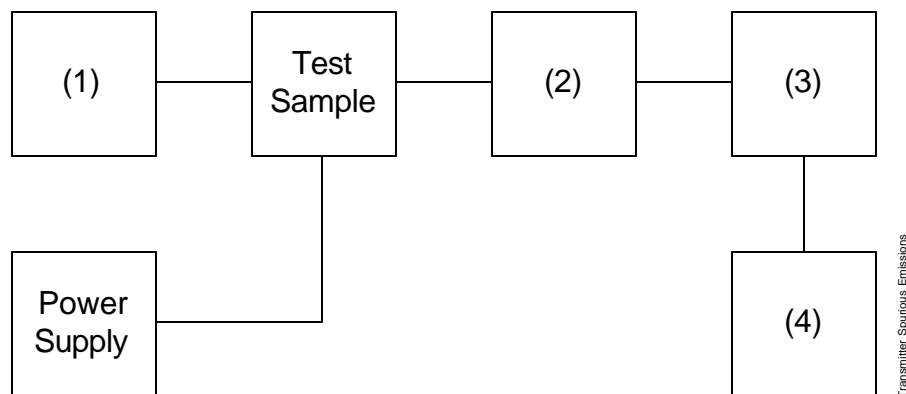 (1)
Test
Sample
(2)
(3)
Power
Supply
(4)
Transmitter Spurious Emissions